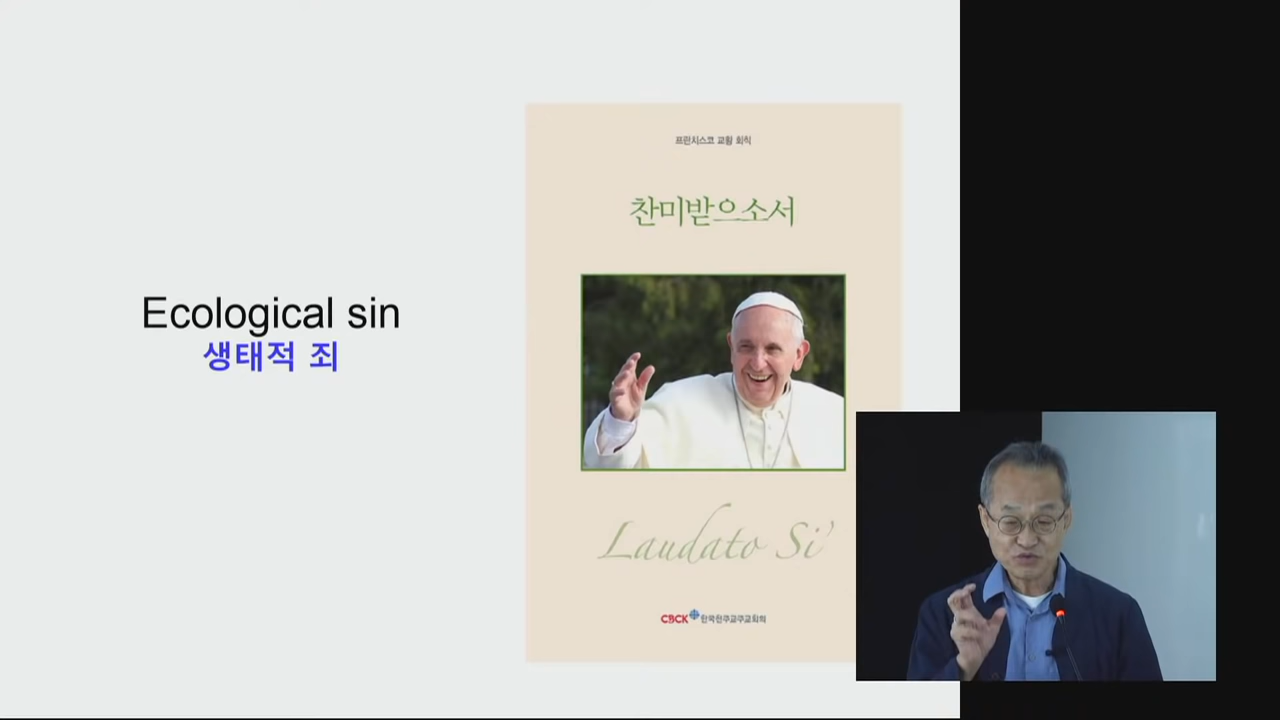 Ecological sin
생태적 죄
프란치스코 교황 회칙
찬미받으소서
Laudato Si’
CBCK 한국천주교주교회의